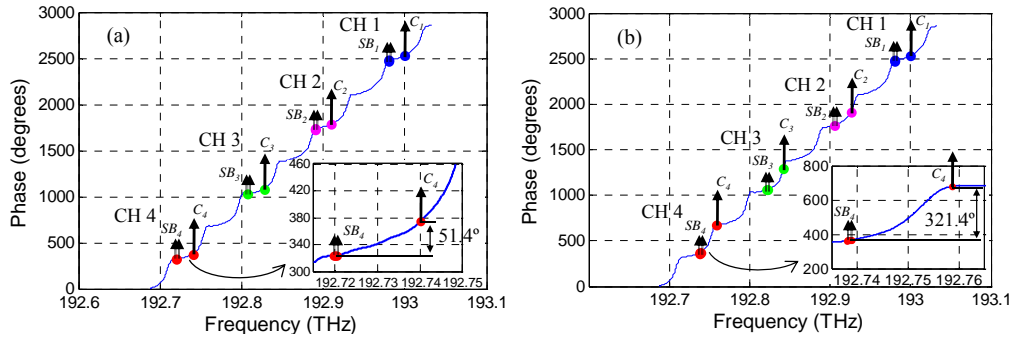 (a)
CH 1
SB1
C1
CH 2
SB2
C2
CH 3
SB3
C3
CH 4
SB4
C4
Phase (degrees)
3000
2500
2000
1500
1000
500
0
192.6 192.7 192.8 192.9 193 193.1
Frequency (THz)
460
420
380
340
300
192.72 192.73 192.74 192.75
C4
SB4
51.4º
(b)
CH 1
SB1
C1
CH 2
SB2
C2
CH 3
SB3
C3
CH 4
SB4
C4
Phase (degrees)
3000
2500
2000
1500
1000
500
0
192.6 192.7 192.8 192.9 193 193.1
Frequency (THz)
800
600
400
200
192.74 192.75 192.76
C4
SB4
321.4º